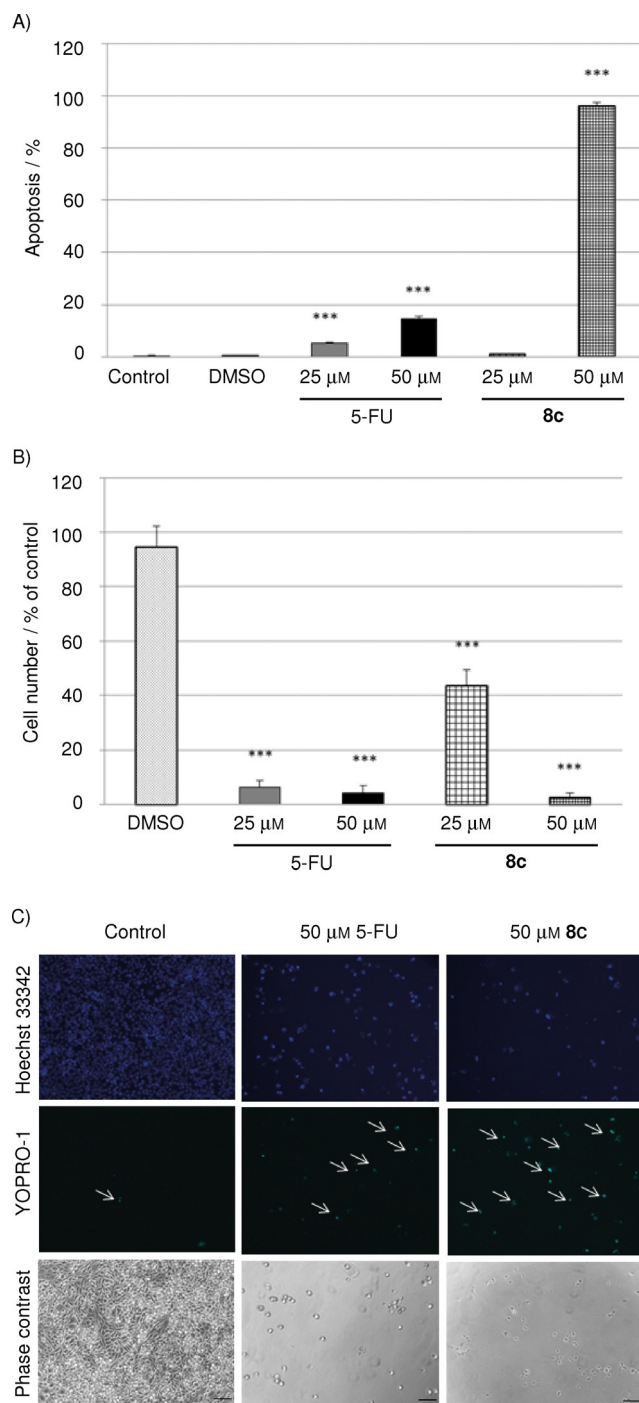 A)
Apoptosis / %
120
100
80
60
40
20
0
***
***
***
Control DMSO 25 μM 50 μM 25 μM 50 μM
5-FU 8c
B)
Cell number / % of control
120
100
80
60
40
20
0
***
***
***
***
DMSO 25 μM 50 μM 25 μM 50 μM
5-FU 8c
C)
Control 50 μM 5-FU 50 μM 8c
Hoechst 33342
YOPRO-1
Phase contrast